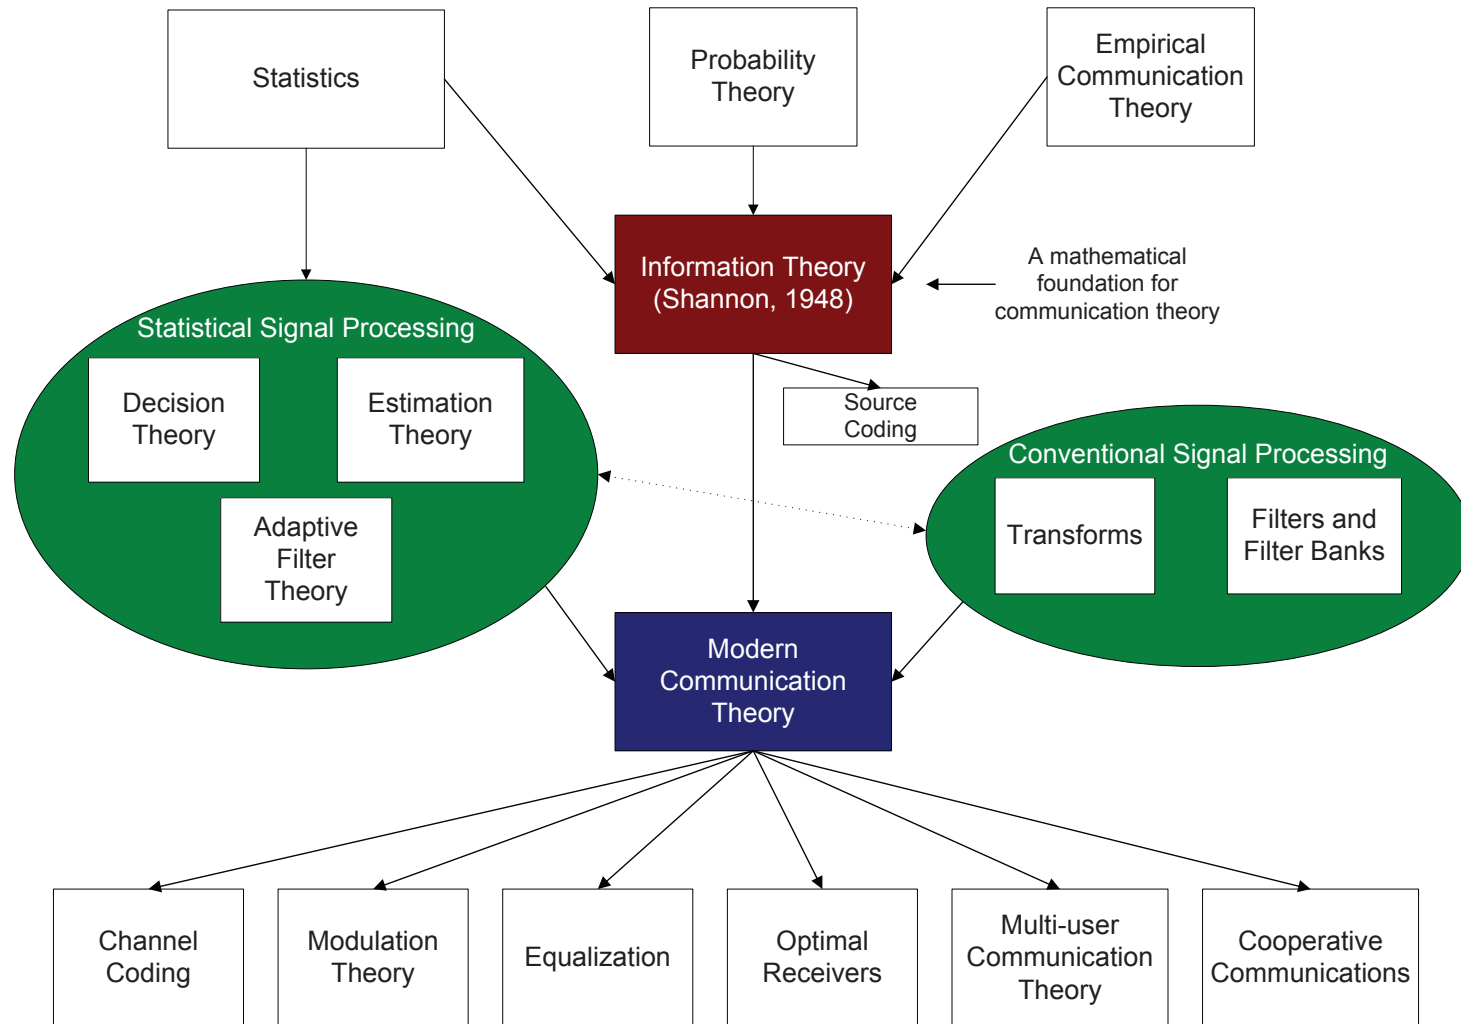 Statistics
Probability
Theory
Empirical
Communication
Theory
Information Theory
(Shannon, 1948)
A mathematical
foundation for
communication theory
Statistical Signal Processing
Decision
Theory
Estimation
Theory
Adaptive
Filter
Theory
Source
Coding
Conventional Signal Processing
Transforms
Filters and
Filter Banks
Modern
Communication
Theory
Channel
Coding
Modulation
Theory
Equalization
Optimal
Receivers
Multi-user
Communication
Theory
Cooperative
Communications